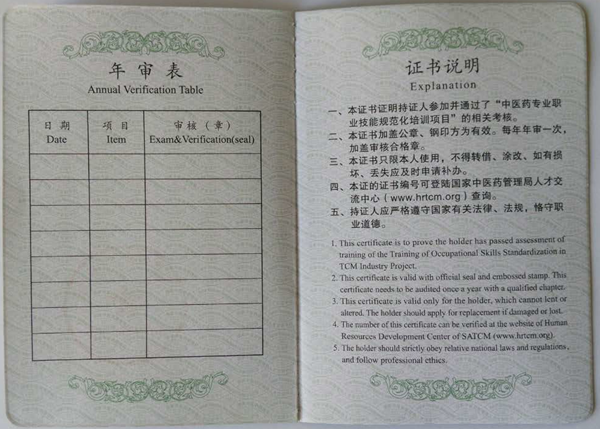 年审表
Annual Verification Table
日期 项目 审核（章）
Date Item Exam&Verification(seal)
证书说明
Explanation
一、本证书证明持证人参加并通过了“中医药专业职
业技能规范化培训项目”的相关考核。
二、本证书加盖公章、钢印方为有效。每年年审一次，
加盖审核合格章。
三、本证书只限本人使用，不得转借、涂改、如有损
坏、丢失应及时申请补办。
四、本证的证书编号可登陆国家中医药管理局人才交
流中心（www.hrtcm.org）查询。
五、持证人应严格遵守国家有关法律、法规，恪守职
业道德。
1. This certificate is to prove the holder has passed assessment of
training of the Training of Occupational Skills Standardization in
TCM Industry Project.
2. This certificate is valid with official seal and embossed stamp. This
certificate needs to be audited once a year with a qualified chapter.
3. This certificate is valid only for the holder, which cannot lent or
altered. The holder should apply for replacement if damaged or lost.
4. The number of this certificate can be verified at the website of Human
Resources Development Center of SATCM (www.hrtcm.org).
5. The holder should strictly obey relative national laws and regulations,
and follow professional ethics.